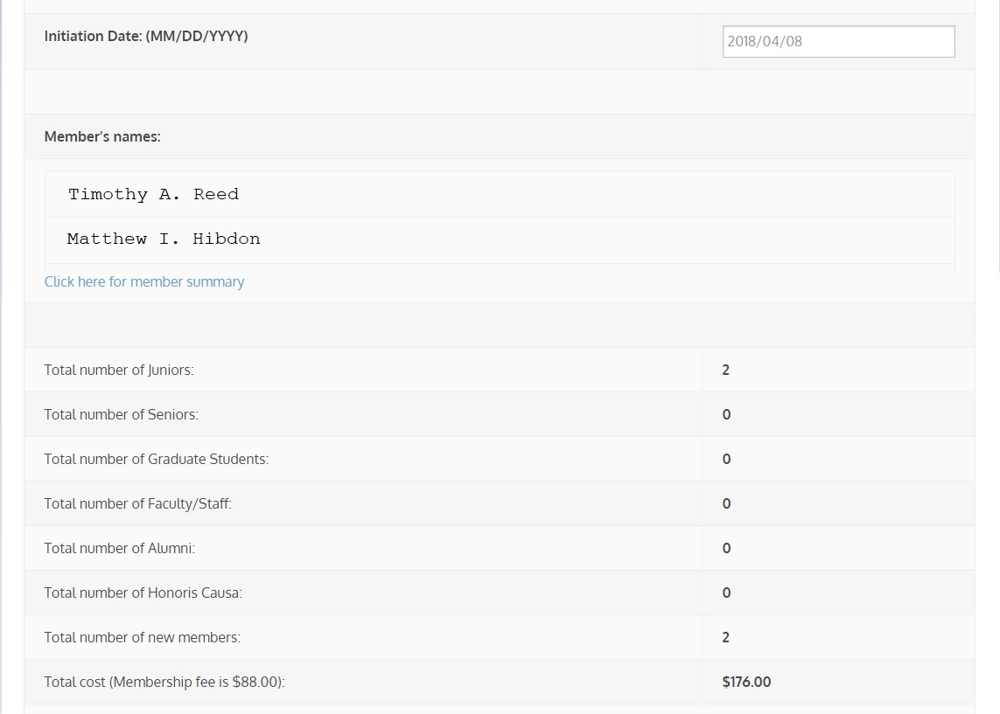 Initiation Date: (MM/DD/YYYY) 2018/04/08
Member's names:
Timothy A. Reed
Matthew I. Hibdon
Click here for member summary
Total number of Juniors: 2
Total number of Seniors: 0
Total number of Graduate Students: 0
Total number of Faculty/Staff: 0
Total number of Alumni: 0
Total number of Honoris Causa: 0
Total number of new members: 2
Total cost (Membership fee is $88.00): $176.00